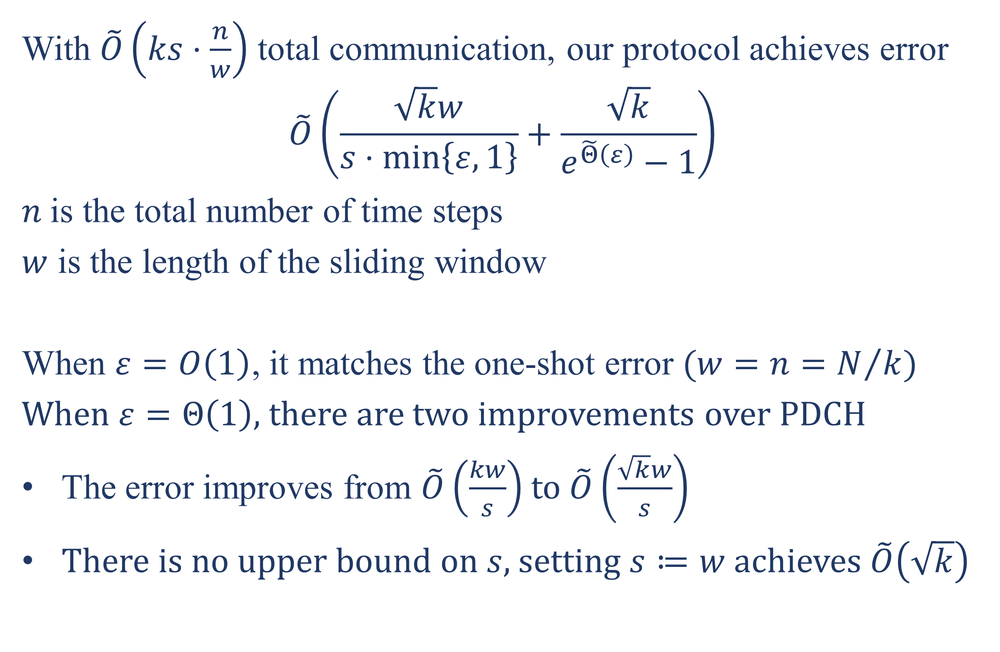 With $\tilde{O}\left(ks \cdot \frac{n}{w}\right)$ total communication, our protocol achieves error
$\tilde{O}\left(\frac{\sqrt{k}w}{s \cdot \min\{\varepsilon, 1\}} + \frac{\sqrt{k}}{e^{\tilde{\Theta}(\varepsilon)} - 1}\right)$
$n$ is the total number of time steps
$w$ is the length of the sliding window
When $\varepsilon = O(1)$, it matches the one-shot error $(w = n = N/k)$
When $\varepsilon = \Theta(1)$, there are two improvements over PDCH
• The error improves from $\tilde{O}\left(\frac{kw}{s}\right)$ to $\tilde{O}\left(\frac{\sqrt{k}w}{s}\right)$
• There is no upper bound on $s$, setting $s := w$ achieves $\tilde{O}(\sqrt{k})$